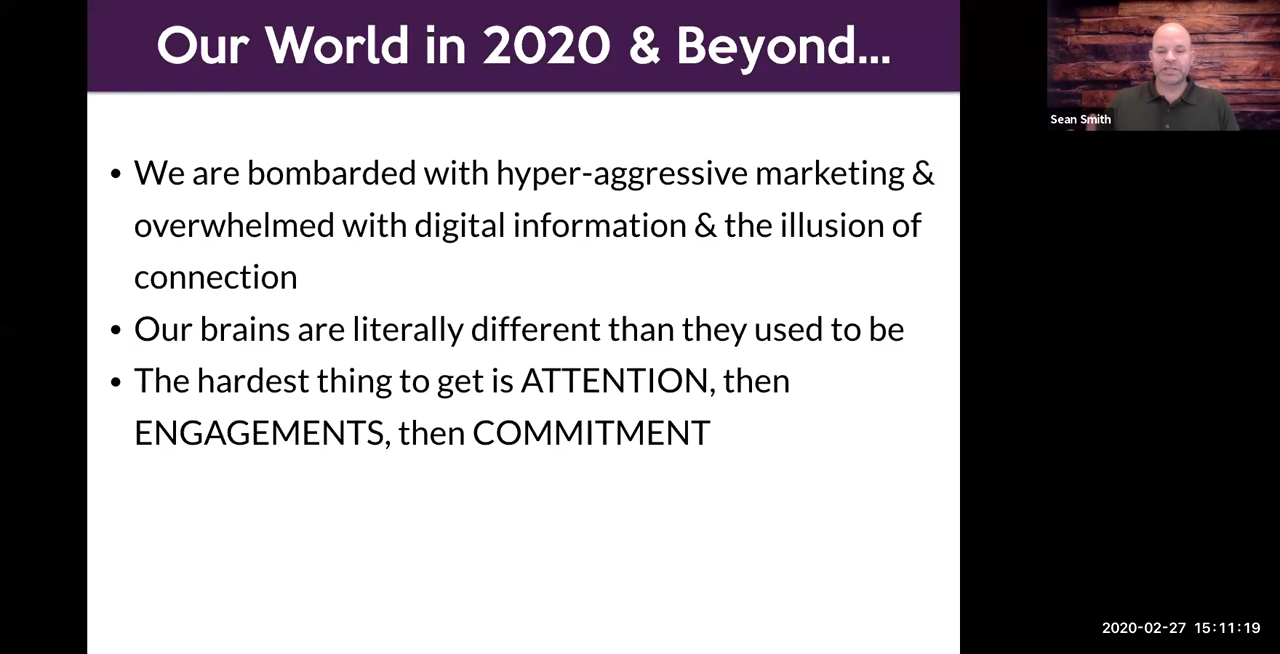 Our World in 2020 & Beyond...
Sean Smith
• We are bombarded with hyper-aggressive marketing &
overwhelmed with digital information & the illusion of
connection
• Our brains are literally different than they used to be
• The hardest thing to get is ATTENTION, then
ENGAGEMENTS, then COMMITMENT
2020-02-27 15:11:19